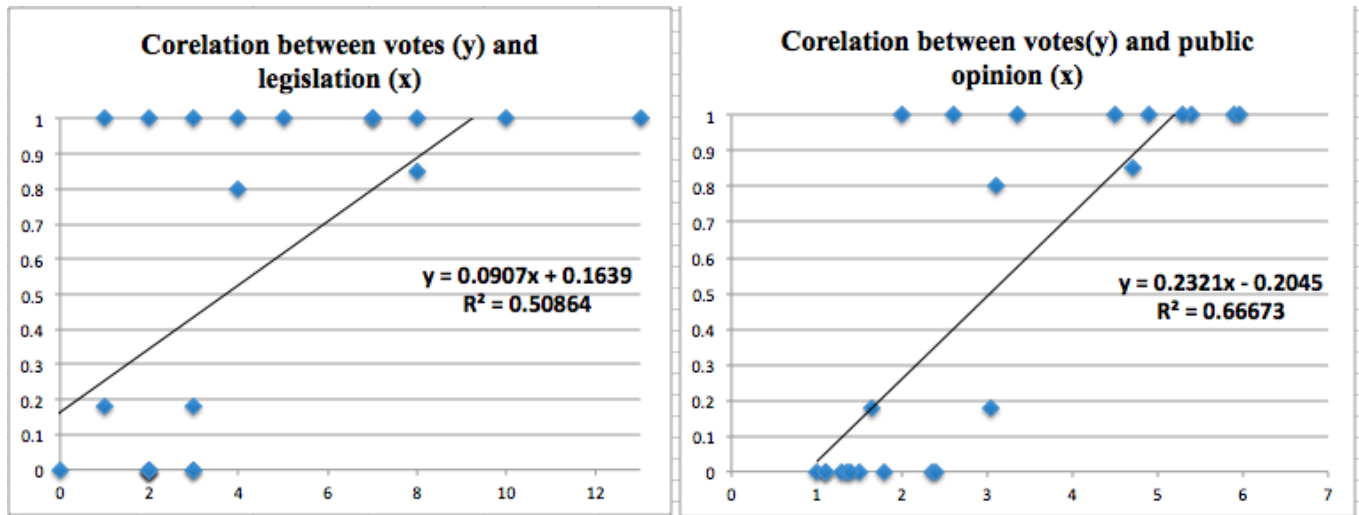 Corelation between votes (y) and
legislation (x)
1
0.9
0.8
0.7
0.6
0.5
0.4
0.3
0.2
0.1
0
y = 0.0907x + 0.1639
R² = 0.50864
0 2 4 6 8 10 12
Corelation between votes(y) and public
opinion (x)
1
0.9
0.8
0.7
0.6
0.5
0.4
0.3
0.2
0.1
0
y = 0.2321x - 0.2045
R² = 0.66673
0 1 2 3 4 5 6 7